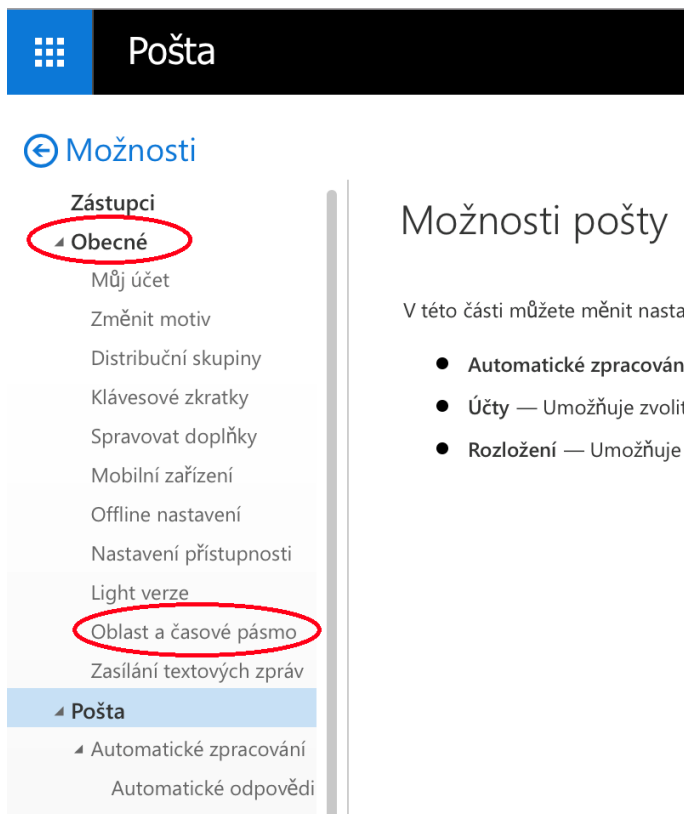 Pošta
Možnosti
Zástupci
Obecné
Můj účet
Změnit motiv
Distribuční skupiny
Klávesové zkratky
Spravovat doplňky
Mobilní zařízení
Offline nastavení
Nastavení přístupnosti
Light verze
Oblast a časové pásmo
Zasílání textových zpráv
Pošta
Automatické zpracování
Automatické odpovědi
Možnosti pošty
V této části můžete měnit nasta
Automatické zpracován
Účty — Umožňuje zvolit
Rozložení — Umožňuje